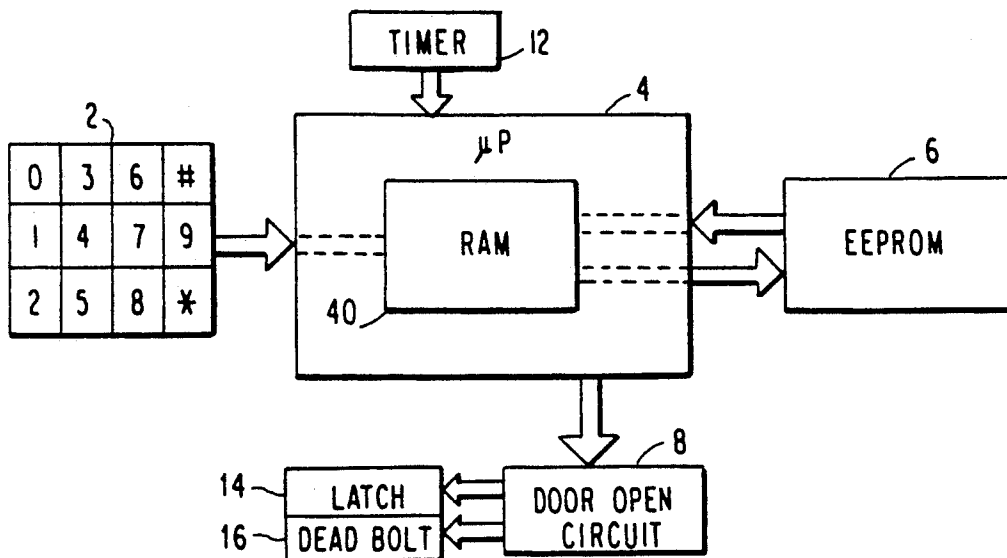 TIMER
12
4
2
μP
6
0 3 6 #
1 4 7 9
2 5 8 *
RAM
EEPROM
40
8
14
LATCH
DOOR OPEN
CIRCUIT
16
DEAD BOLT